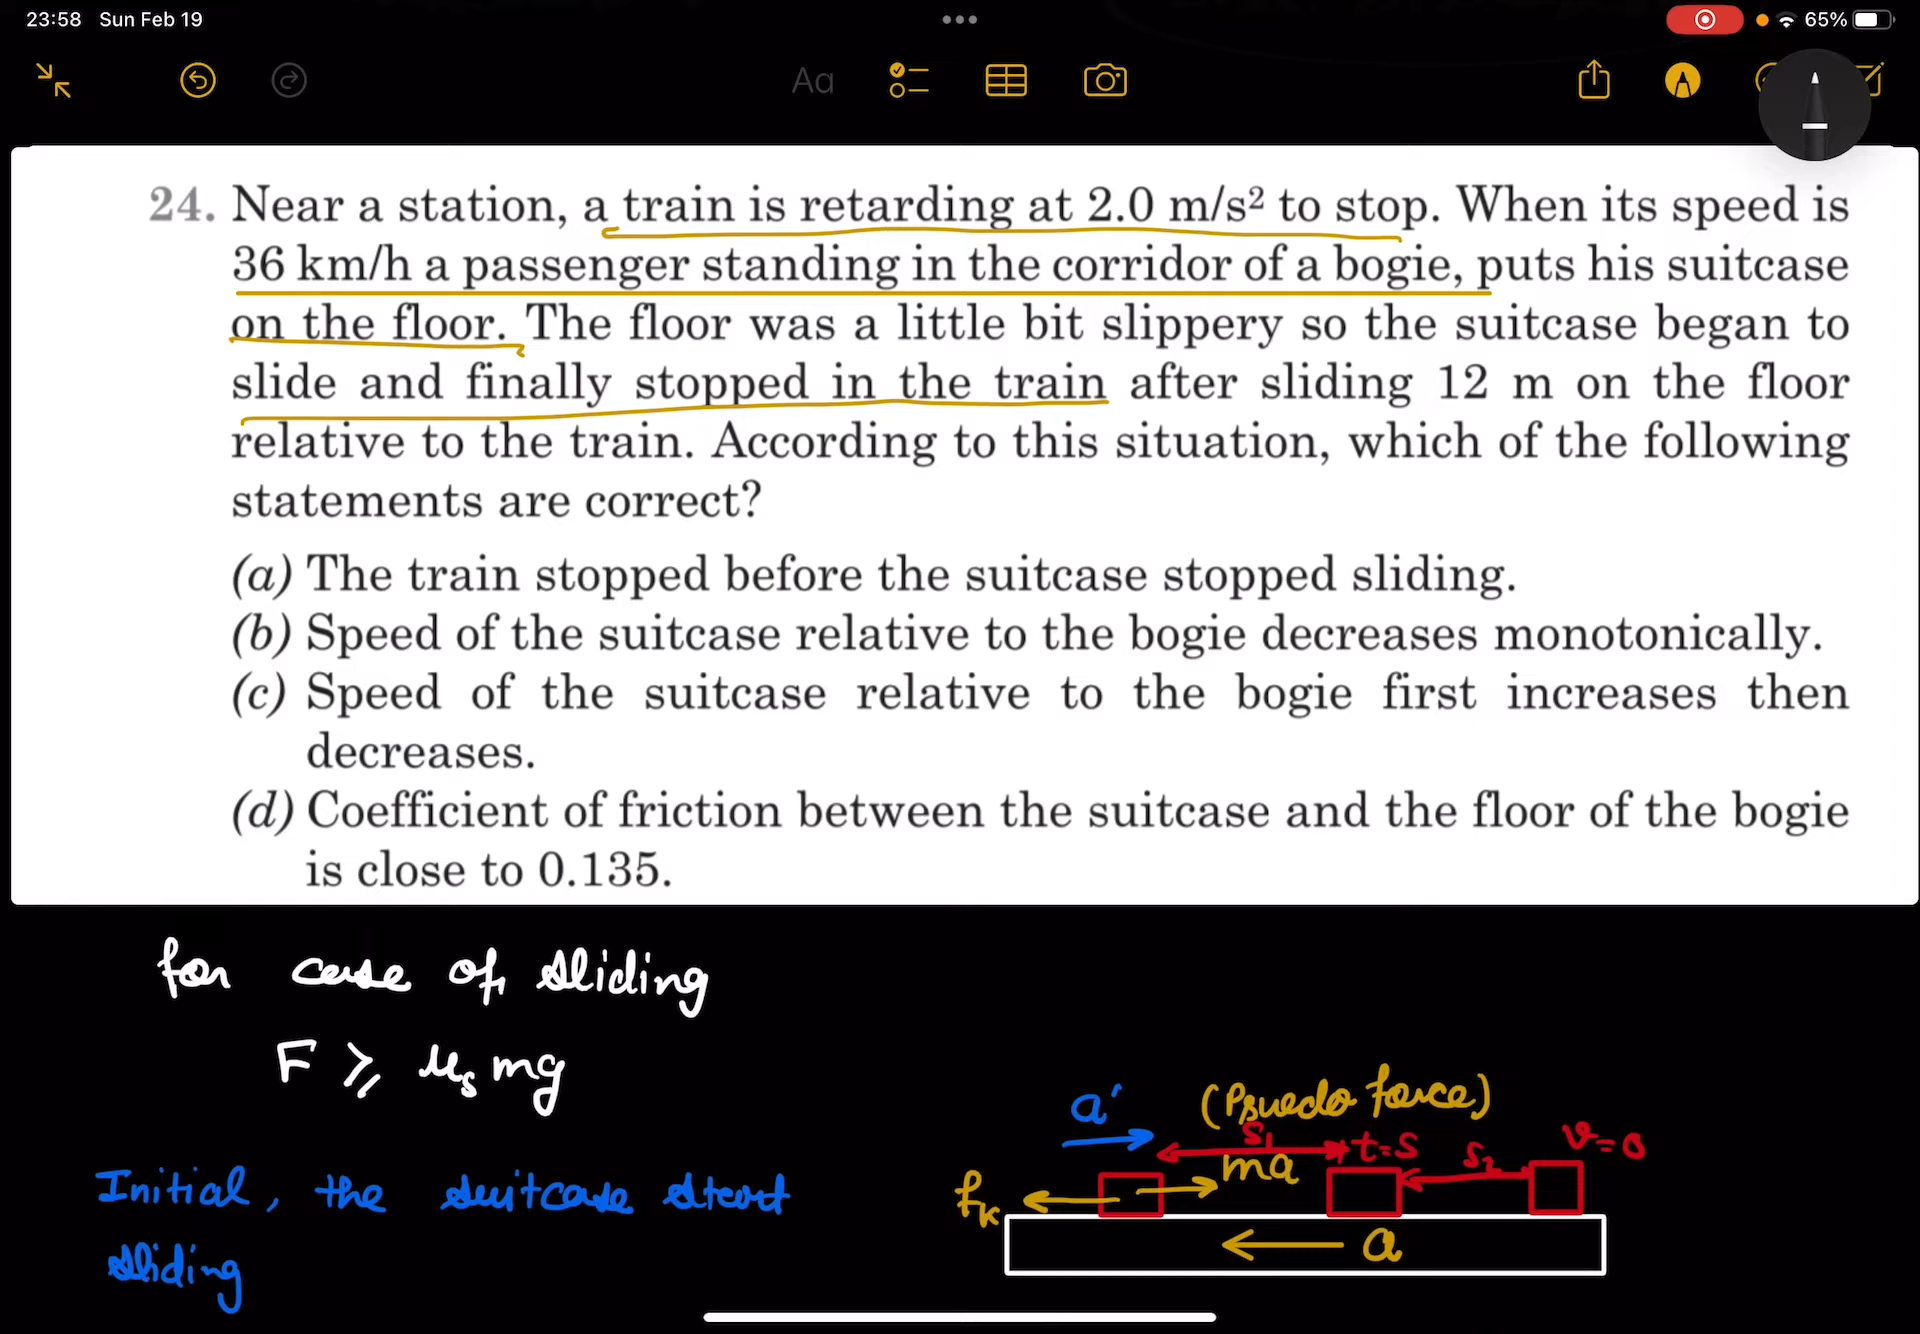 23:58 Sun Feb 19
65%
Aa
24. Near a station, a train is retarding at 2.0 m/s² to stop. When its speed is
36 km/h a passenger standing in the corridor of a bogie, puts his suitcase
on the floor. The floor was a little bit slippery so the suitcase began to
slide and finally stopped in the train after sliding 12 m on the floor
relative to the train. According to this situation, which of the following
statements are correct?
(a) The train stopped before the suitcase stopped sliding.
(b) Speed of the suitcase relative to the bogie decreases monotonically.
(c) Speed of the suitcase relative to the bogie first increases then
decreases.
(d) Coefficient of friction between the suitcase and the floor of the bogie
is close to 0.135.
for case of sliding
F ⩾ μₛmg
a' (Psuedo force)
S₁ t=5 S₂ v=0
Initial, the suitcase start
fₖ ma
a
sliding